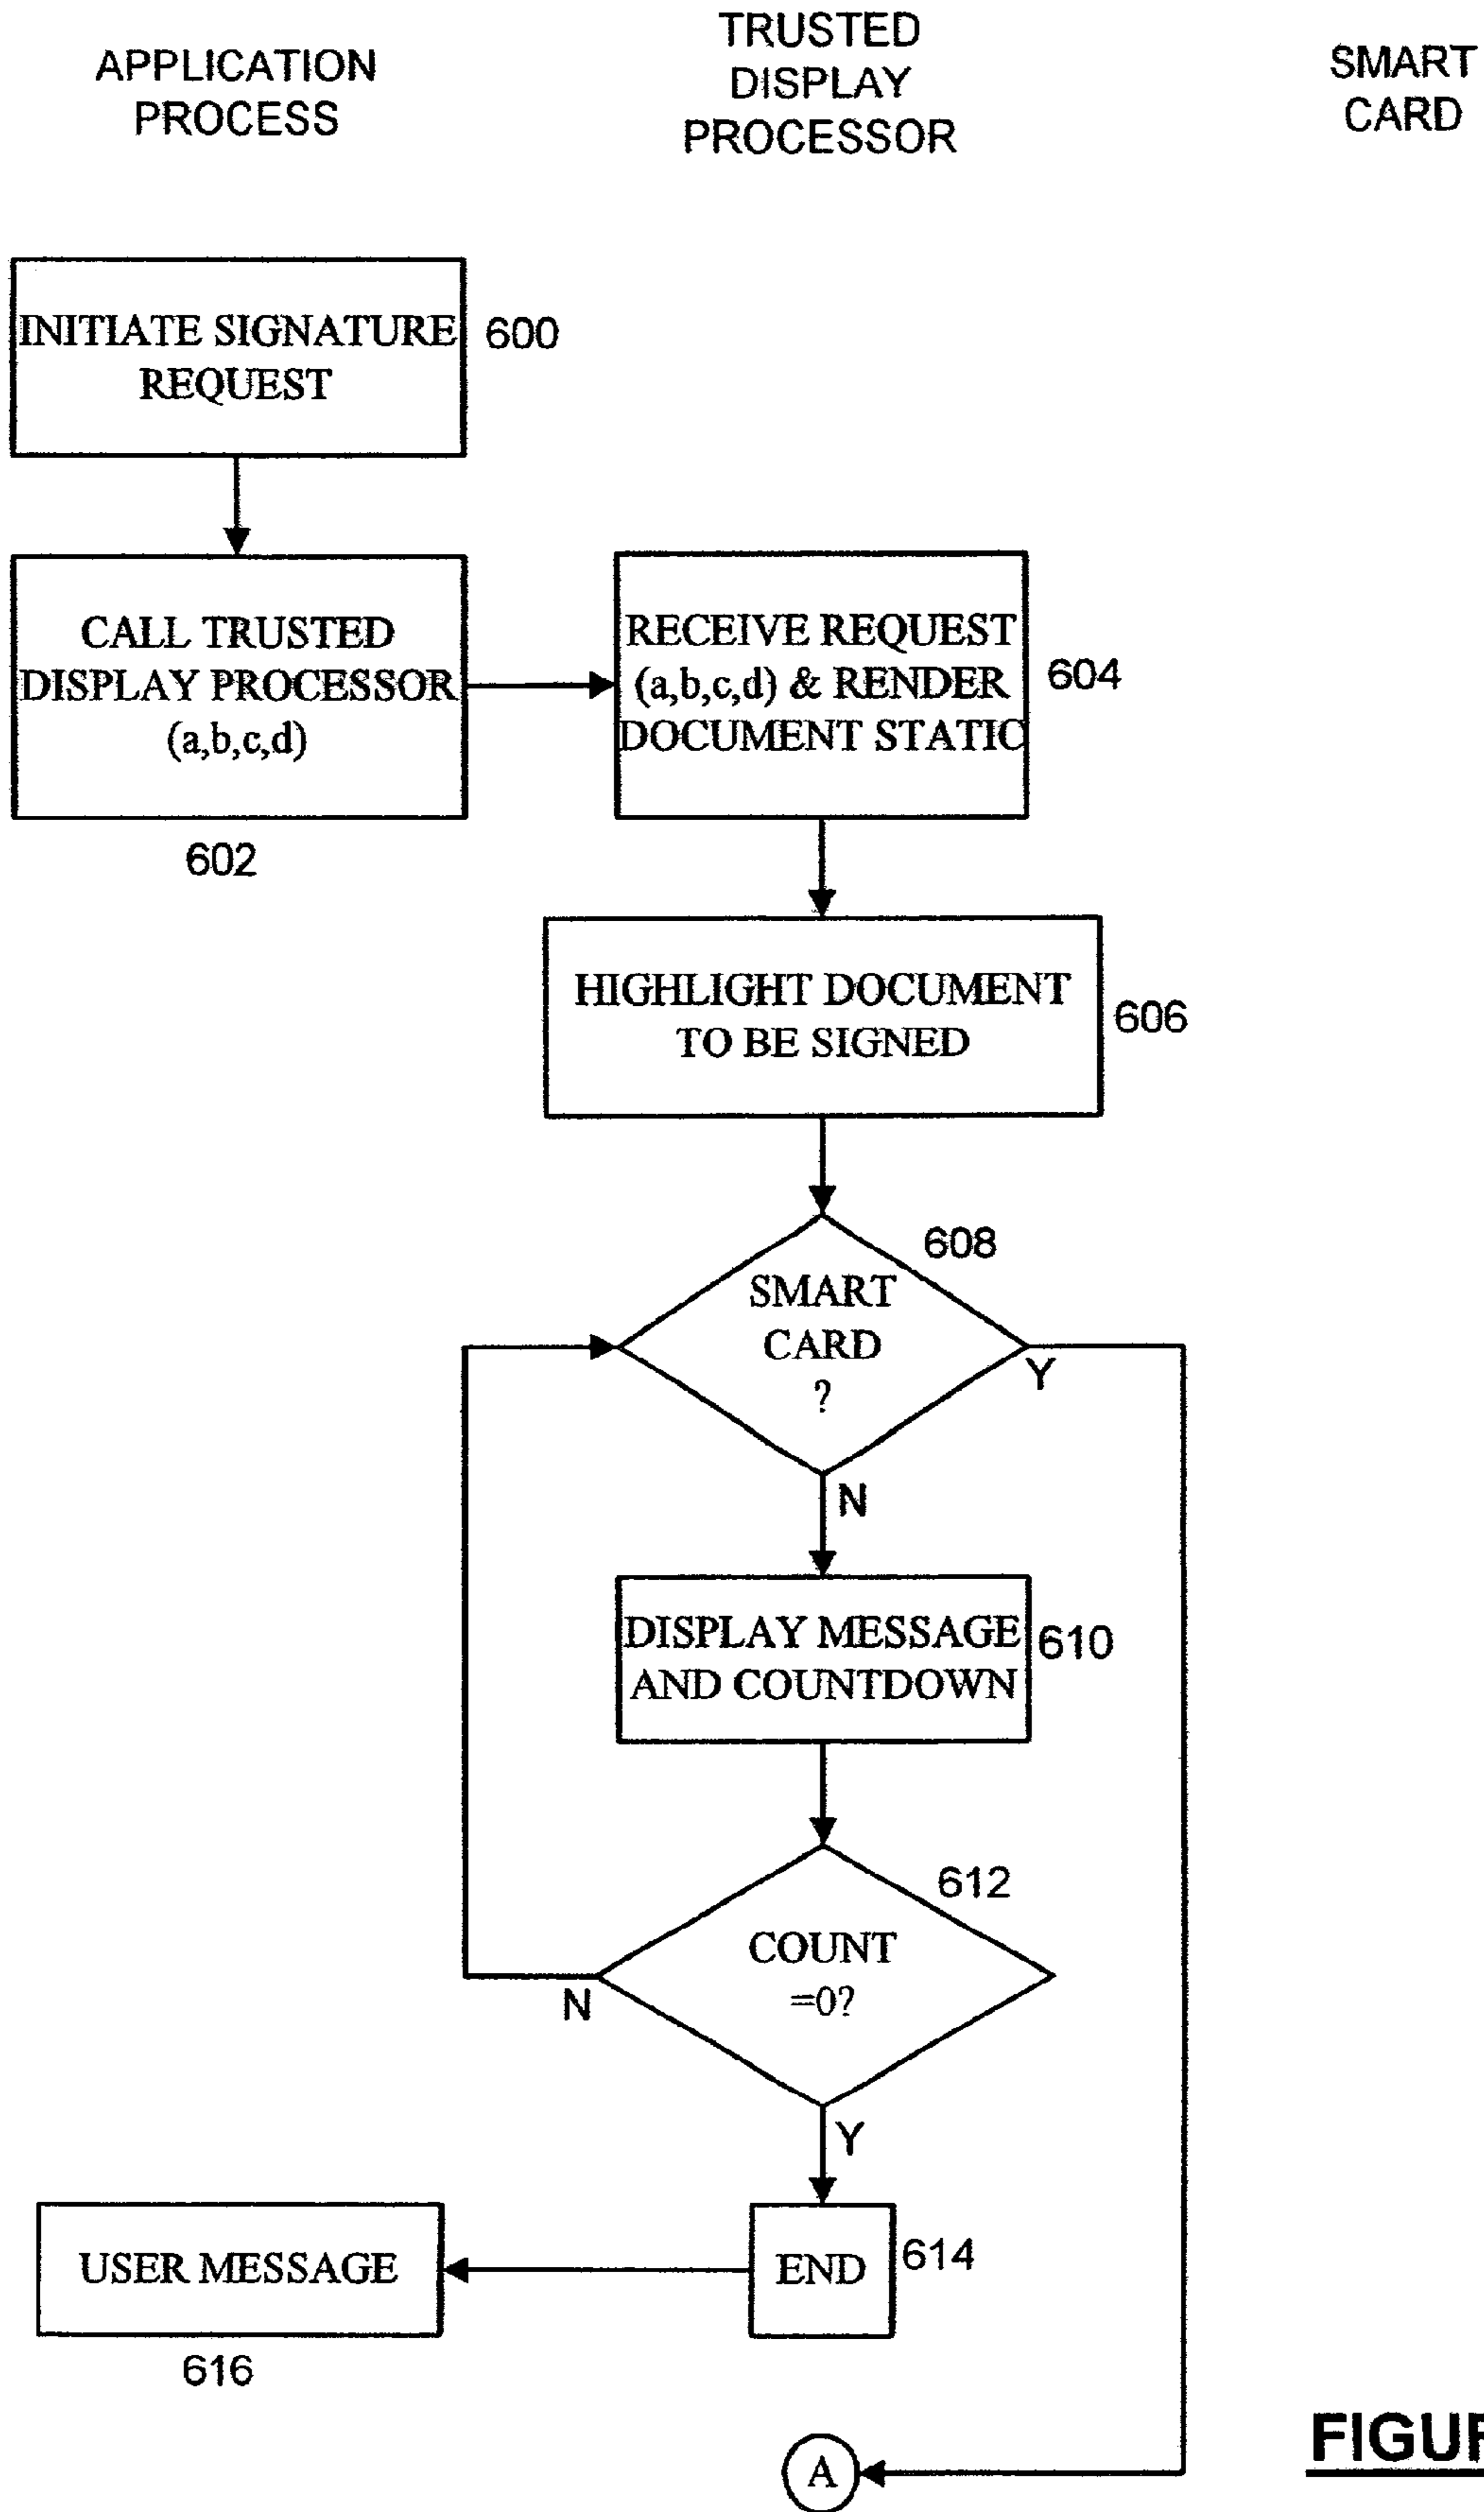 APPLICATION
PROCESS
TRUSTED
DISPLAY
PROCESSOR
SMART
CARD
INITIATE SIGNATURE
REQUEST
600
CALL TRUSTED
DISPLAY PROCESSOR
(a,b,c,d)
602
RECEIVE REQUEST
(a,b,c,d) & RENDER
DOCUMENT STATIC
604
HIGHLIGHT DOCUMENT
TO BE SIGNED
606
608
SMART
CARD
?
Y
N
DISPLAY MESSAGE
AND COUNTDOWN
610
612
COUNT
=0?
N
Y
USER MESSAGE
616
END
614
A